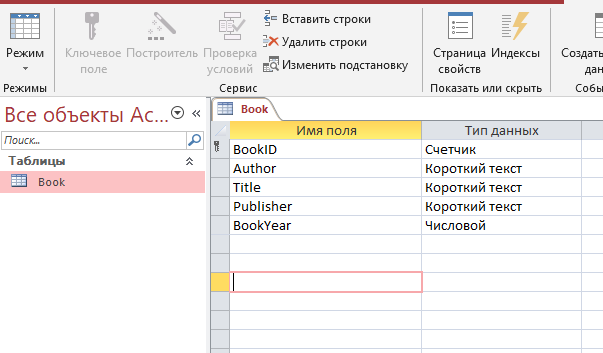 Режим
Ключевое поле
Построитель
Проверка условий
Вставить строки
Удалить строки
Изменить подстановку
Страница свойств
Индексы
Создать
дан
Режимы
Сервис
Показать или скрыть
Собы
Все объекты Ac...
Поиск...
Таблицы
Book
Book
Имя поля Тип данных
BookID Счетчик
Author Короткий текст
Title Короткий текст
Publisher Короткий текст
BookYear Числовой